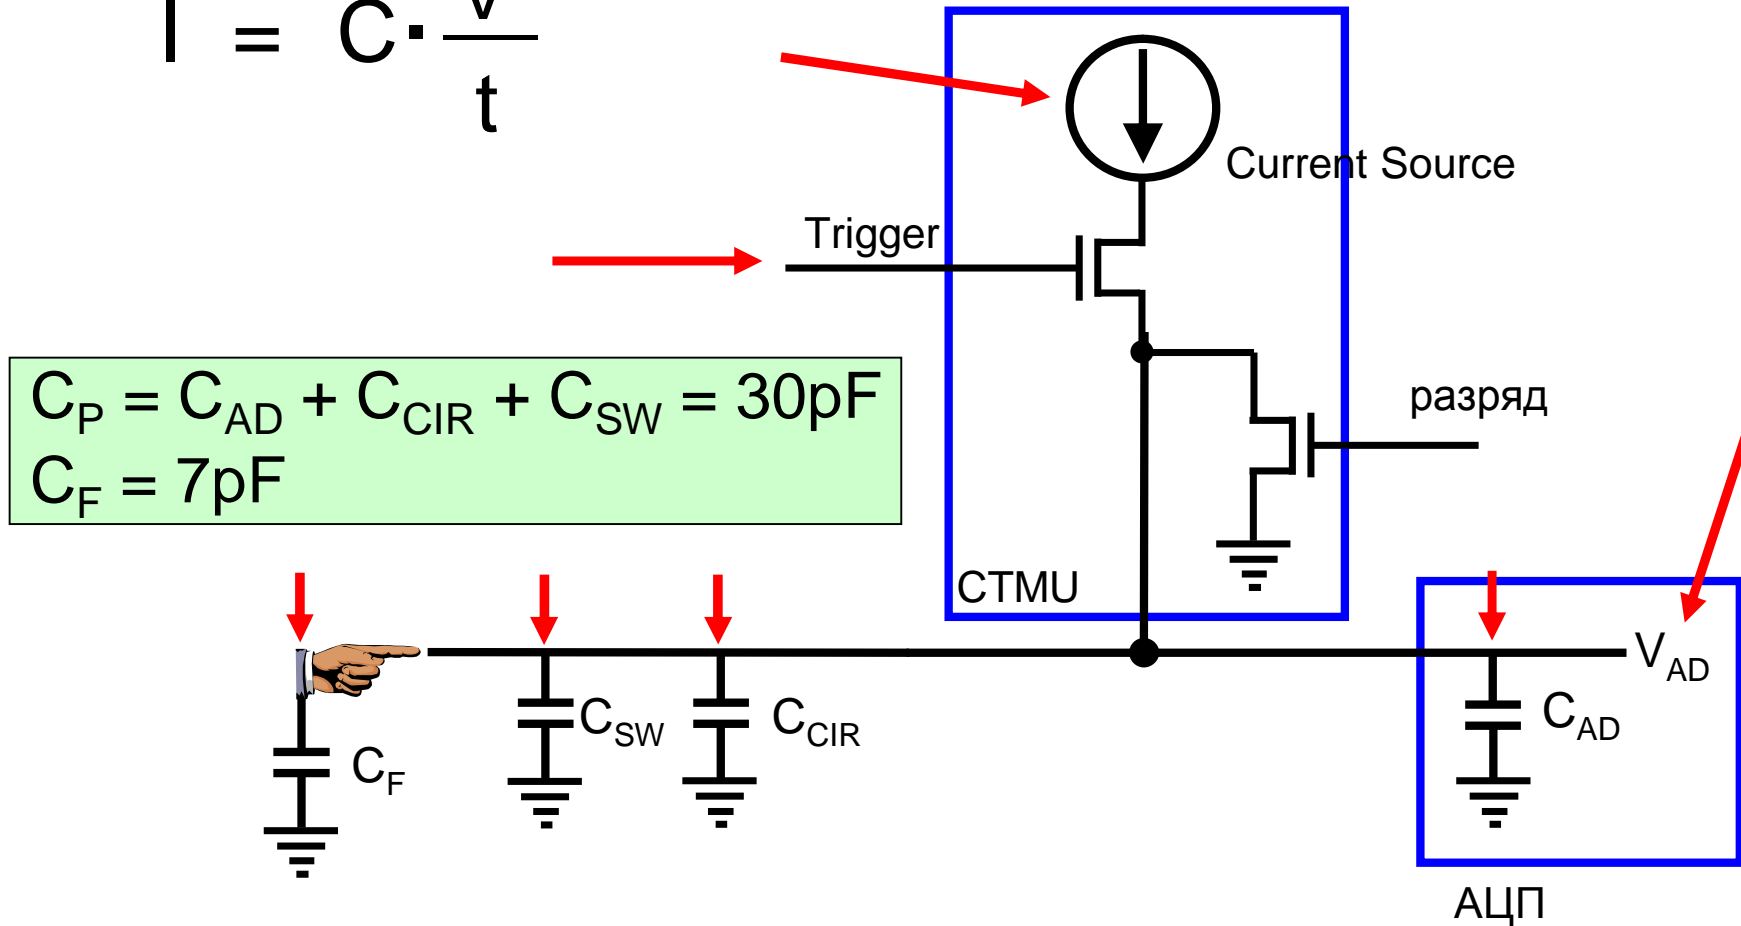 I = C · V
t
Current Source
Trigger
C_P = C_AD + C_CIR + C_SW = 30pF
C_F = 7pF
разряд
CTMU
V_AD
C_SW
C_CIR
C_AD
C_F
АЦП